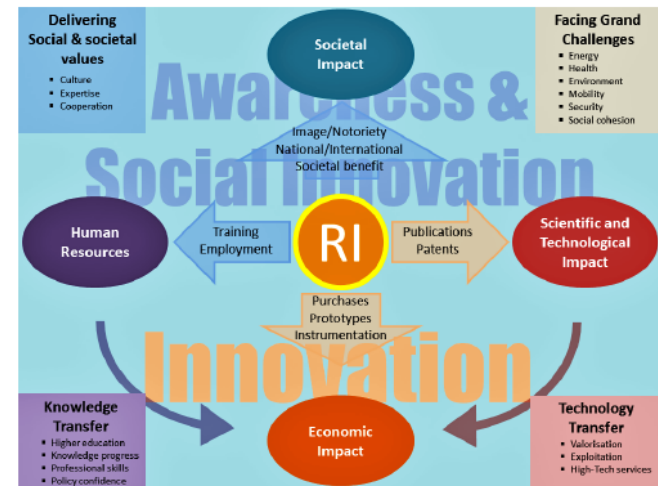 Delivering
Social & societal
values
▪ Culture
▪ Expertise
▪ Cooperation
Societal
Impact
Facing Grand
Challenges
▪ Energy
▪ Health
▪ Environment
▪ Mobility
▪ Security
▪ Social cohesion
Awareness &
Social Innovation
Image/Notoriety
National/International
Societal benefit
Human
Resources
Training
Employment
RI
Publications
Patents
Scientific and
Technological
Impact
Purchases
Prototypes
Instrumentation
Innovation
Knowledge
Transfer
▪ Higher education
▪ Knowledge progress
▪ Professional skills
▪ Policy confidence
Economic
Impact
Technology
Transfer
▪ Valorisation
▪ Exploitation
▪ High-Tech services